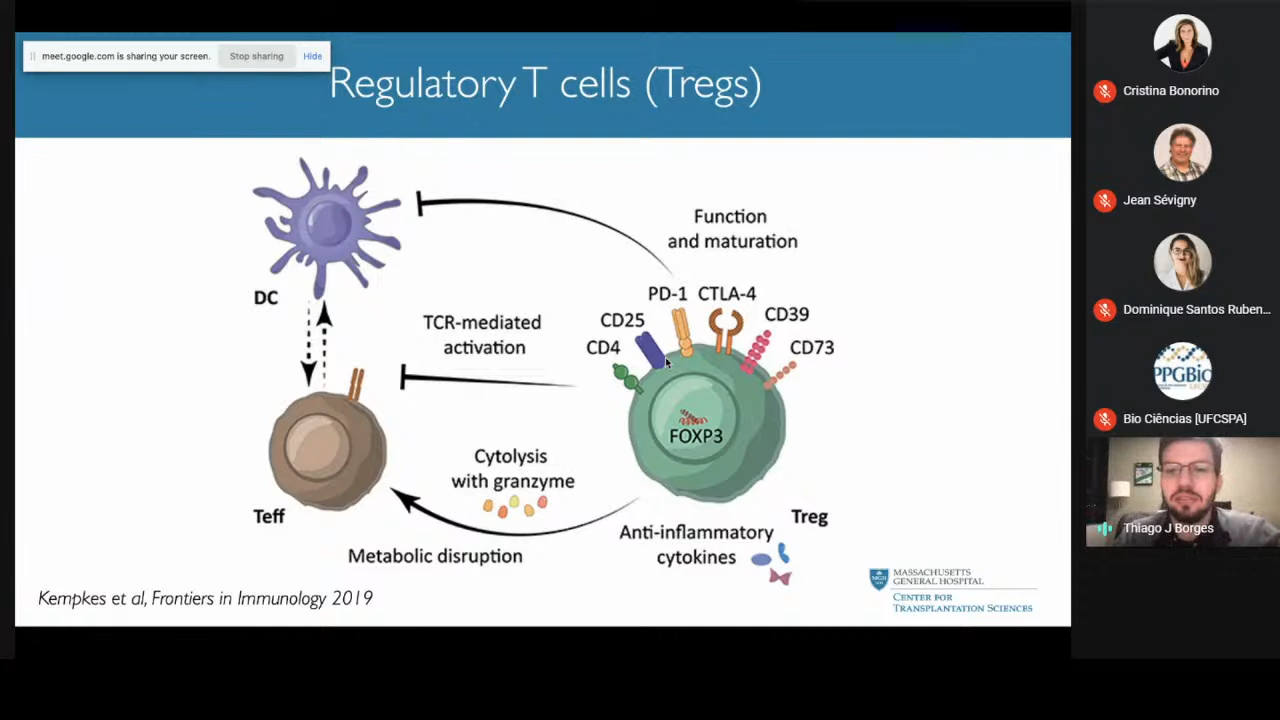 meet.google.com is sharing your screen.
Stop sharing
Hide
Regulatory T cells (Tregs)
Function
and maturation
PD-1
CTLA-4
CD25
CD39
CD4
CD73
DC
TCR-mediated
activation
FOXP3
Cytolysis
with granzyme
Teff
Treg
Anti-inflammatory
cytokines
Metabolic disruption
Kempkes et al, Frontiers in Immunology 2019
MASSACHUSETTS
GENERAL HOSPITAL
CENTER FOR
TRANSPLANTATION SCIENCES
Cristina Bonorino
Jean Sévigny
Dominique Santos Ruben...
PPGBio
Bio Ciências [UFCSPA]
Thiago J Borges